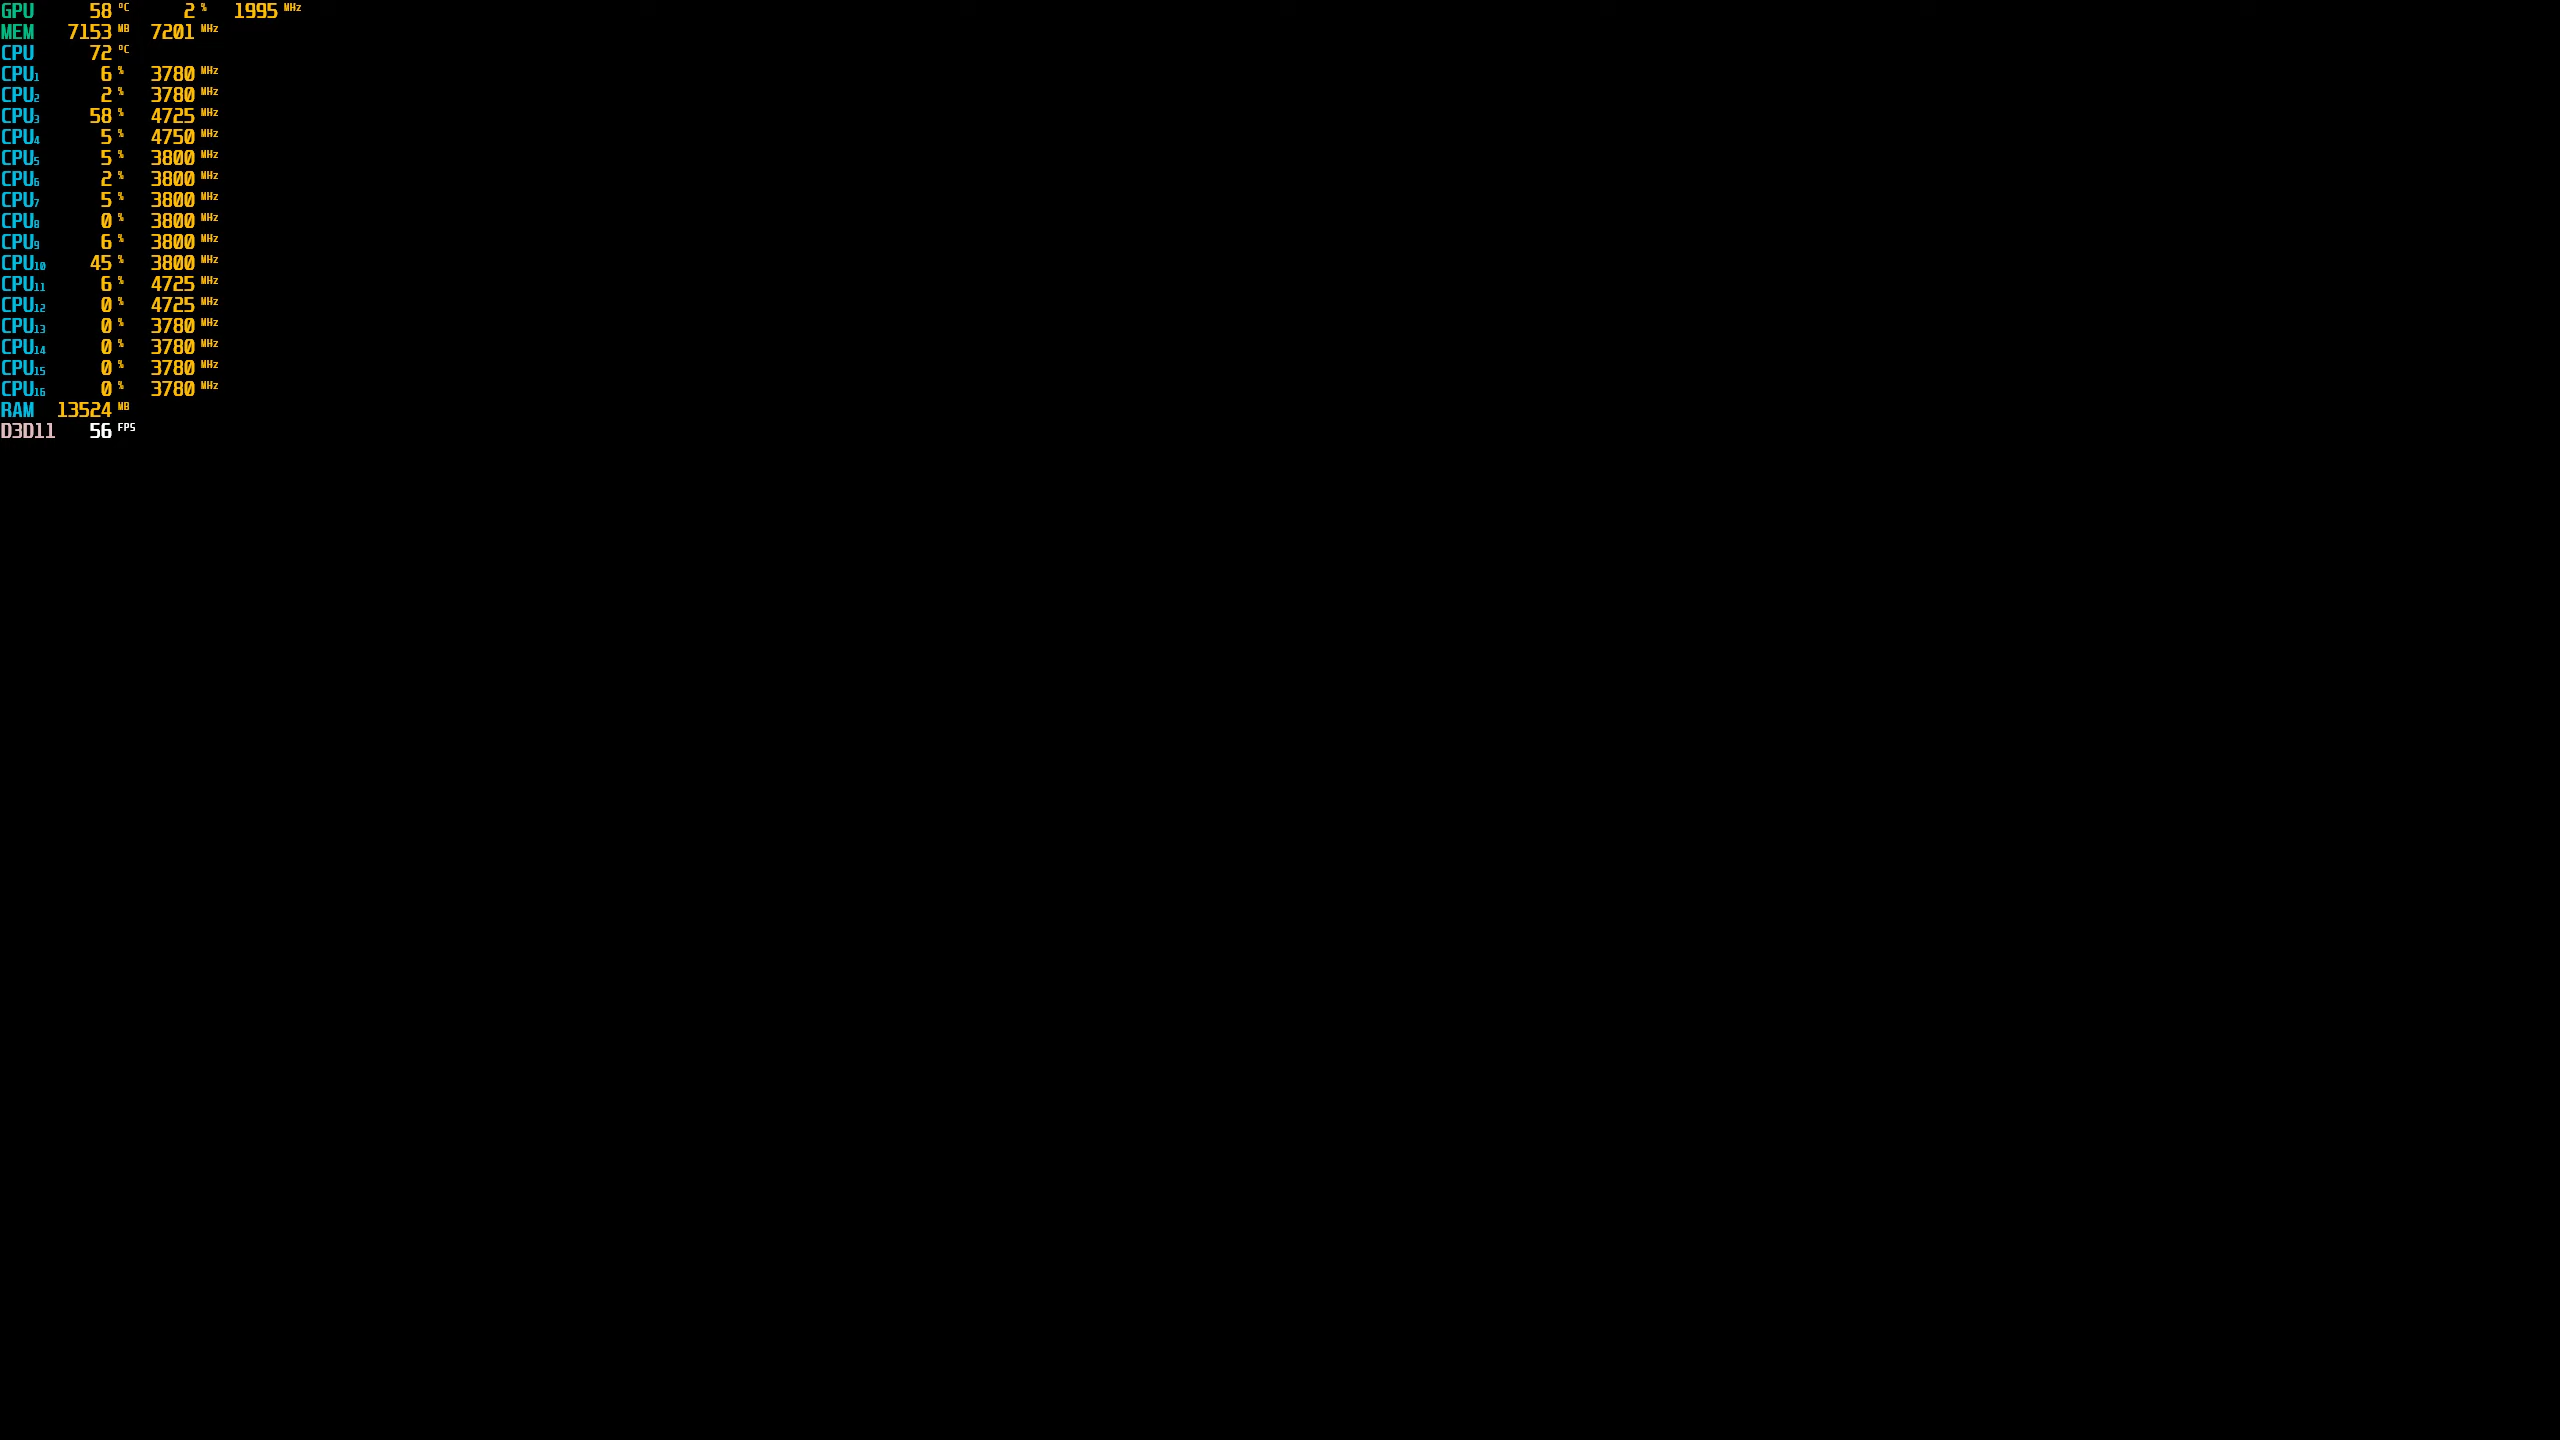 GPU 58 °C 2 % 1995 MHz
MEM 7153 MB 7201 MHz
CPU 72 °C
CPU1 6 % 3780 MHz
CPU2 2 % 3780 MHz
CPU3 58 % 4725 MHz
CPU4 5 % 4750 MHz
CPU5 5 % 3800 MHz
CPU6 2 % 3800 MHz
CPU7 5 % 3800 MHz
CPU8 0 % 3800 MHz
CPU9 6 % 3800 MHz
CPU10 45 % 3800 MHz
CPU11 6 % 4725 MHz
CPU12 0 % 4725 MHz
CPU13 0 % 3780 MHz
CPU14 0 % 3780 MHz
CPU15 0 % 3780 MHz
CPU16 0 % 3780 MHz
RAM 13524 MB
D3D11 56 FPS